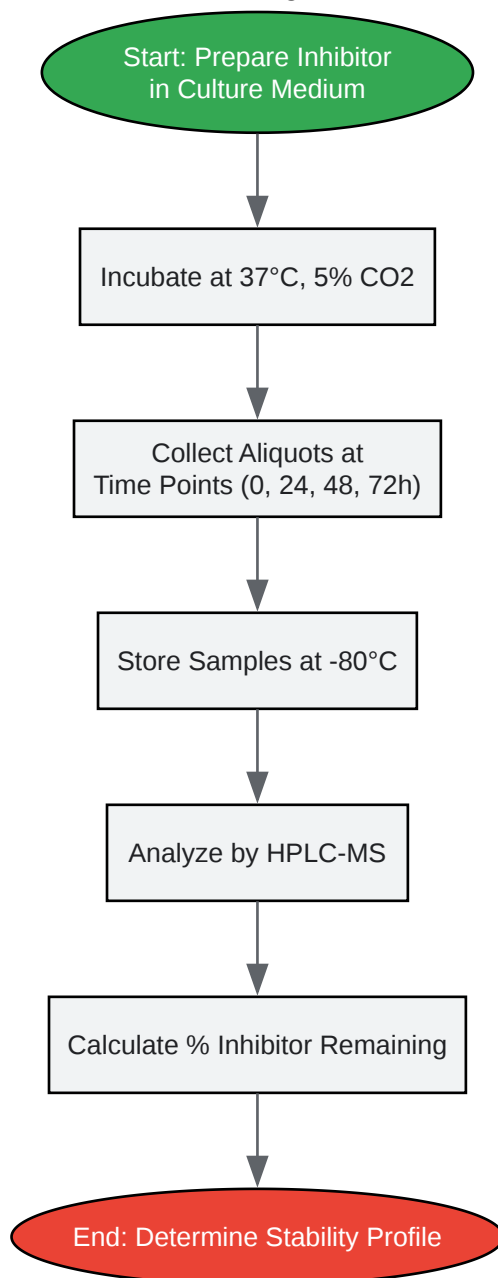 Start: Prepare Inhibitor
in Culture Medium
Incubate at 37°C, 5% CO2
Collect Aliquots at
Time Points (0, 24, 48, 72h)
Store Samples at -80°C
Analyze by HPLC-MS
Calculate % Inhibitor Remaining
End: Determine Stability Profile